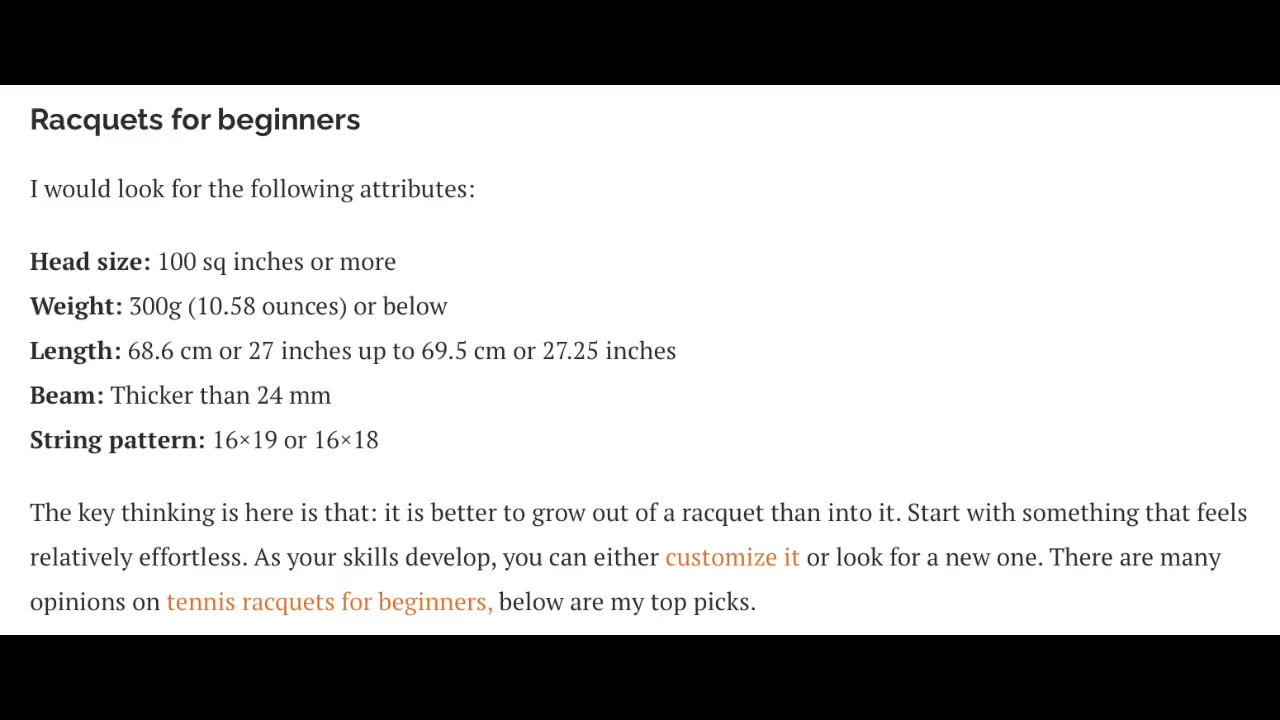 Racquets for beginners
I would look for the following attributes:
Head size: 100 sq inches or more
Weight: 300g (10.58 ounces) or below
Length: 68.6 cm or 27 inches up to 69.5 cm or 27.25 inches
Beam: Thicker than 24 mm
String pattern: 16×19 or 16×18
The key thinking is here is that: it is better to grow out of a racquet than into it. Start with something that feels
relatively effortless. As your skills develop, you can either customize it or look for a new one. There are many
opinions on tennis racquets for beginners, below are my top picks.